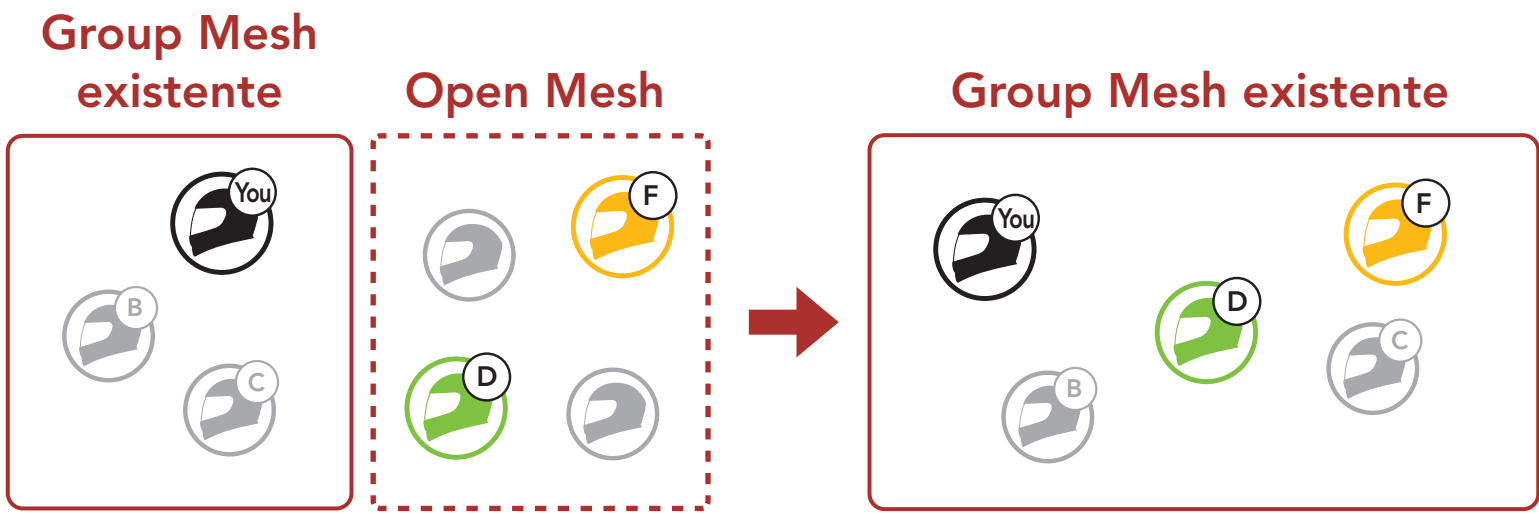 Group Mesh
existente
Open Mesh
Group Mesh existente
You
B
C
F
D
You
F
D
C
B